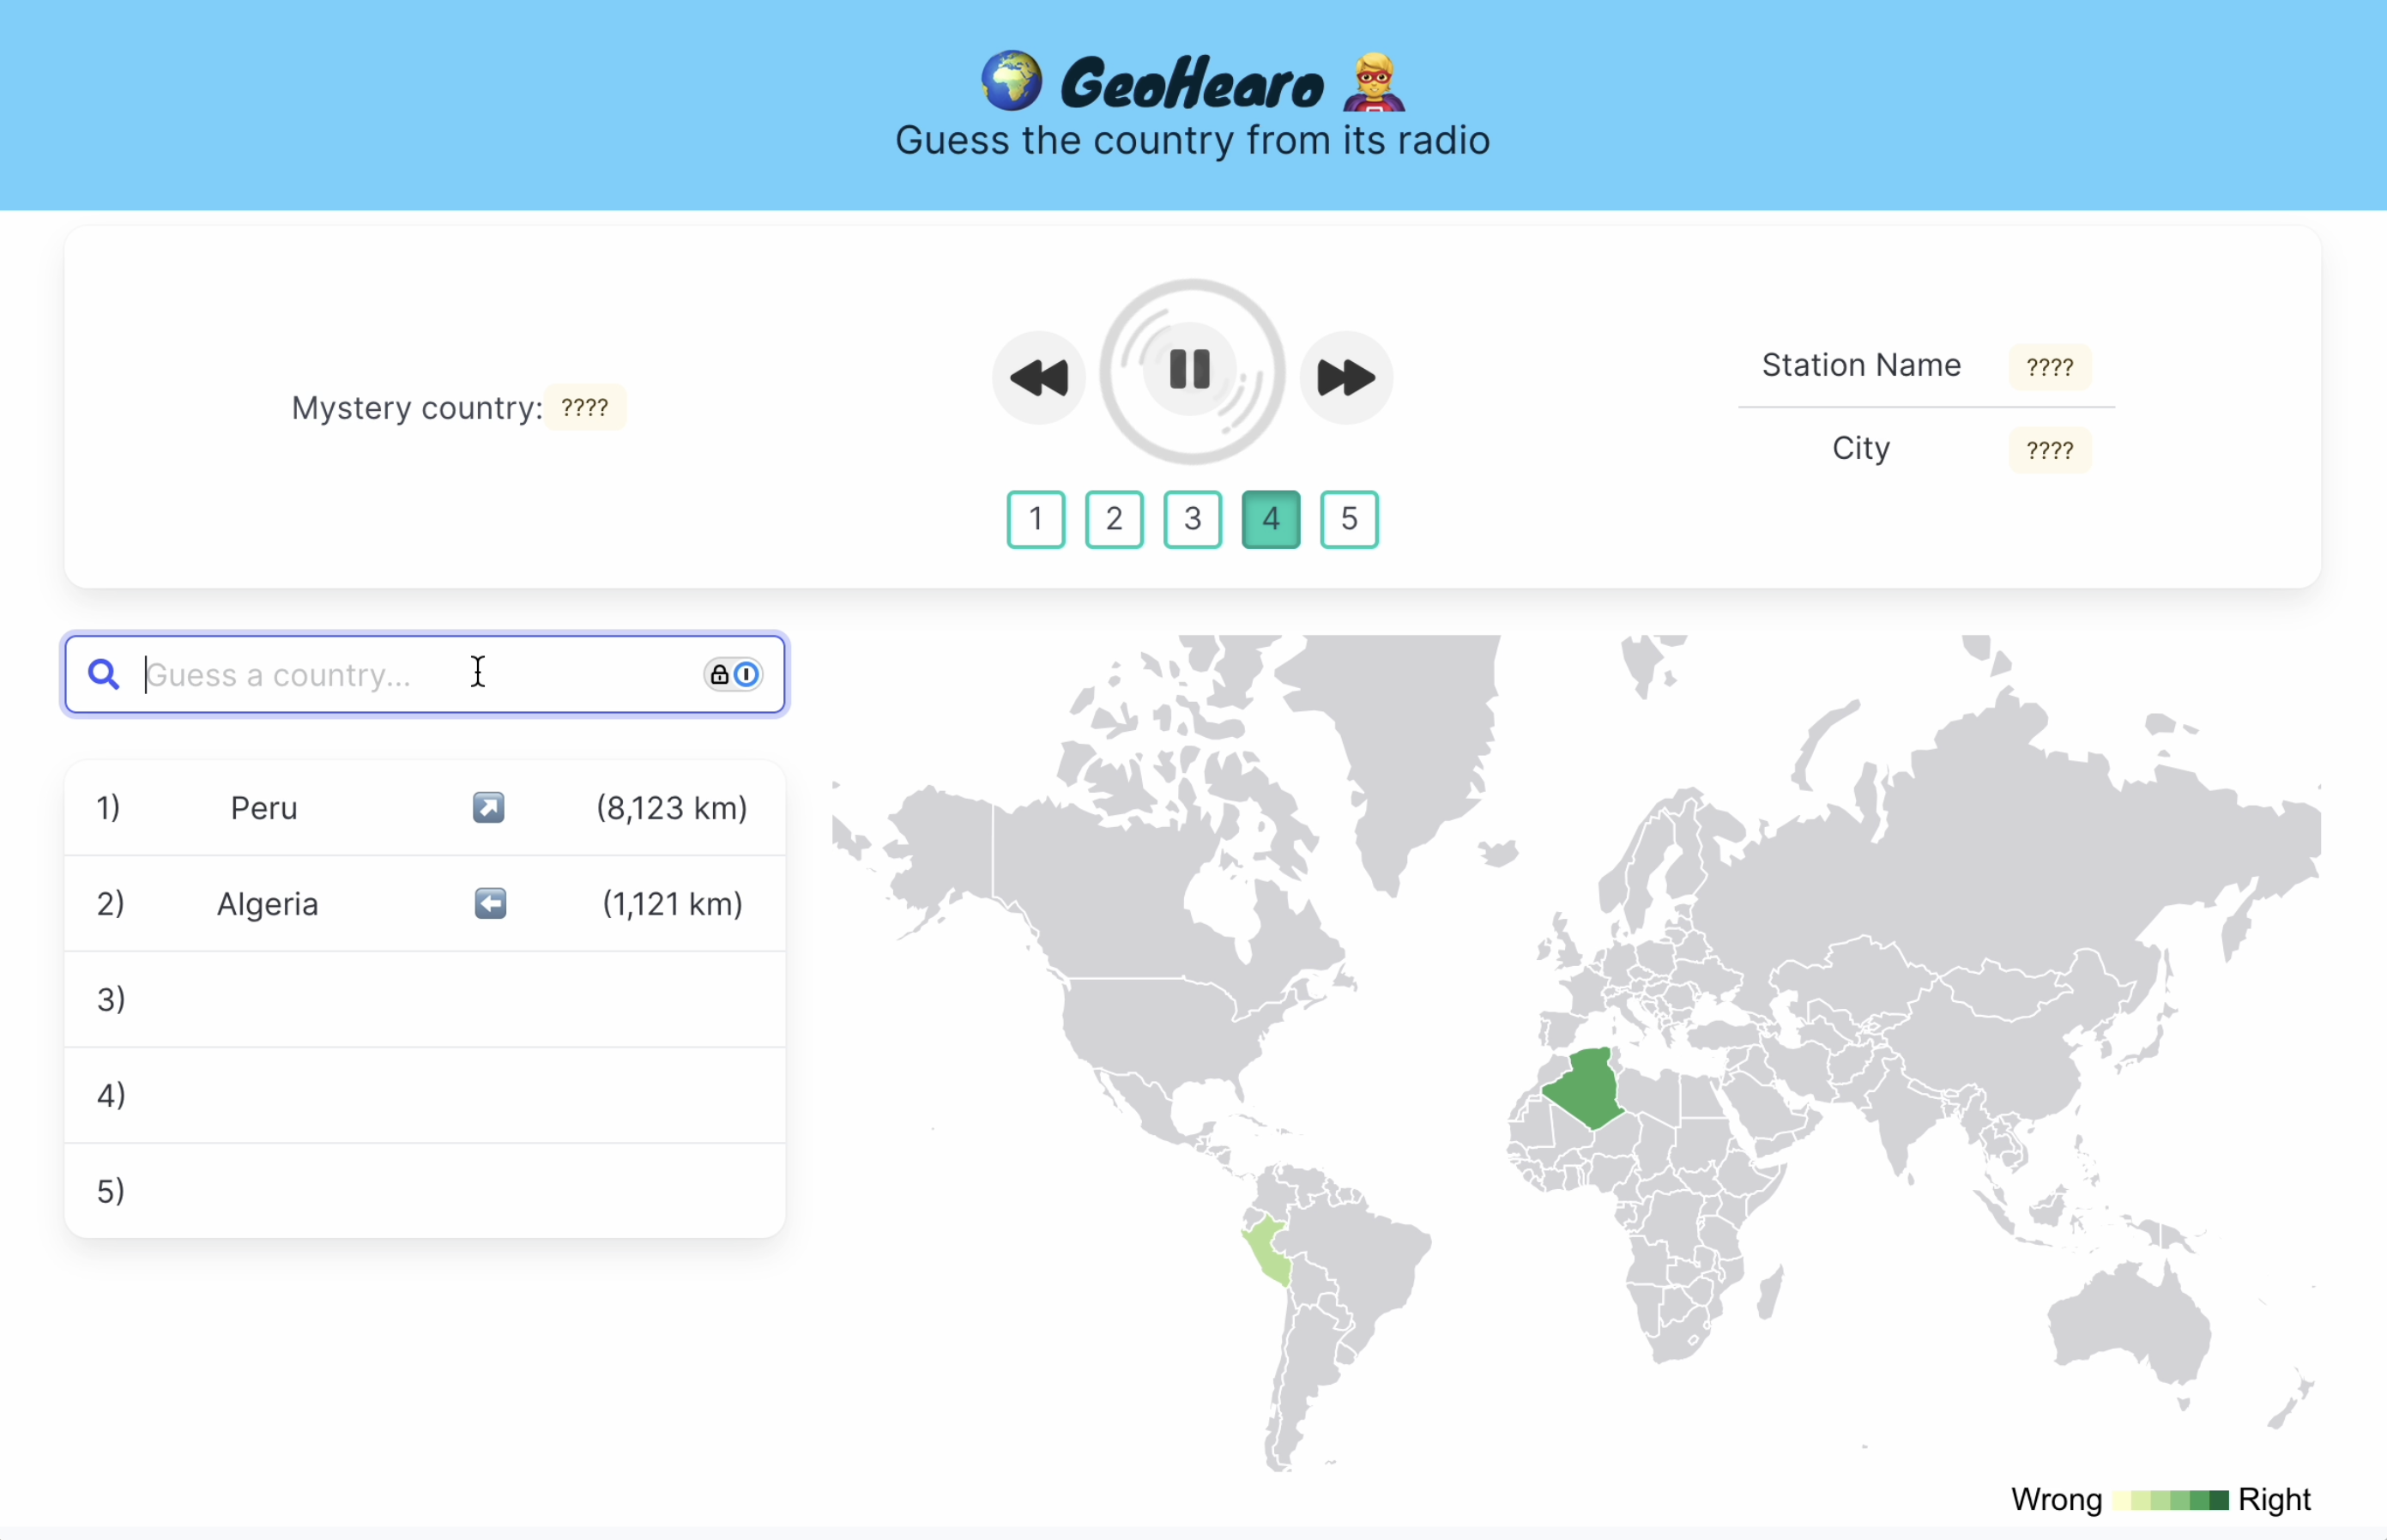 GeoHearo
Guess the country from its radio
Mystery country: ????
Station Name ????
City ????
1 2 3 4 5
Guess a country...
1) Peru (8,123 km)
2) Algeria (1,121 km)
3)
4)
5)
Wrong Right